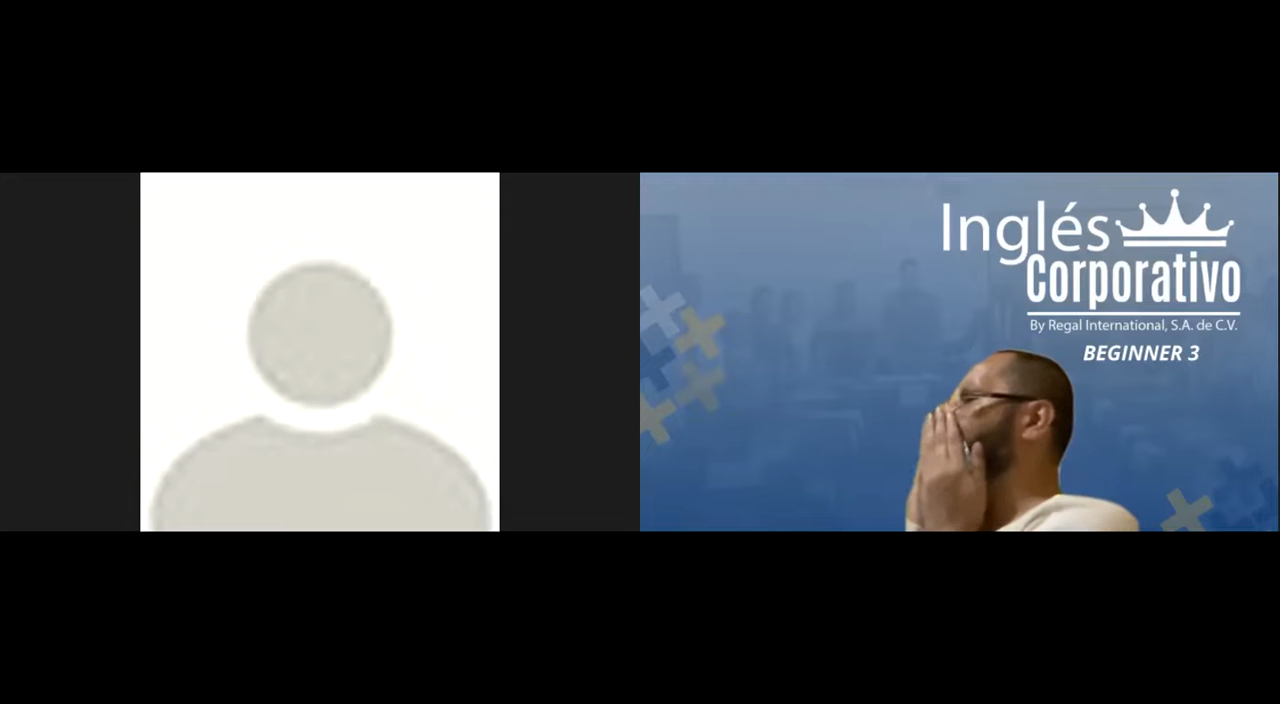 Inglés
Corporativo
By Regal International, S.A. de C.V.
BEGINNER 3